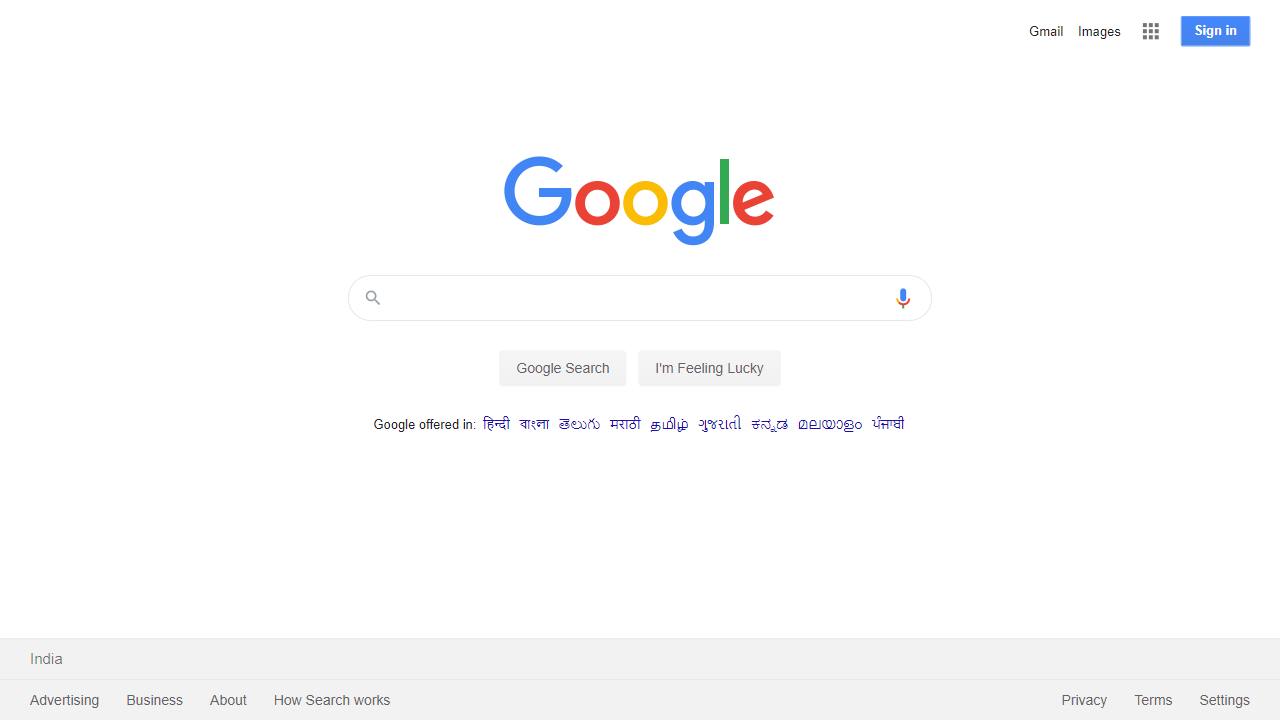 Gmail Images Sign in
Google
Google Search I'm Feeling Lucky
Google offered in: हिन्दी বাংলা తెలుగు मराठी தமிழ் ગુજરાતી ಕನ್ನಡ മലയാളം ਪੰਜਾਬੀ
India
Advertising Business About How Search works Privacy Terms Settings